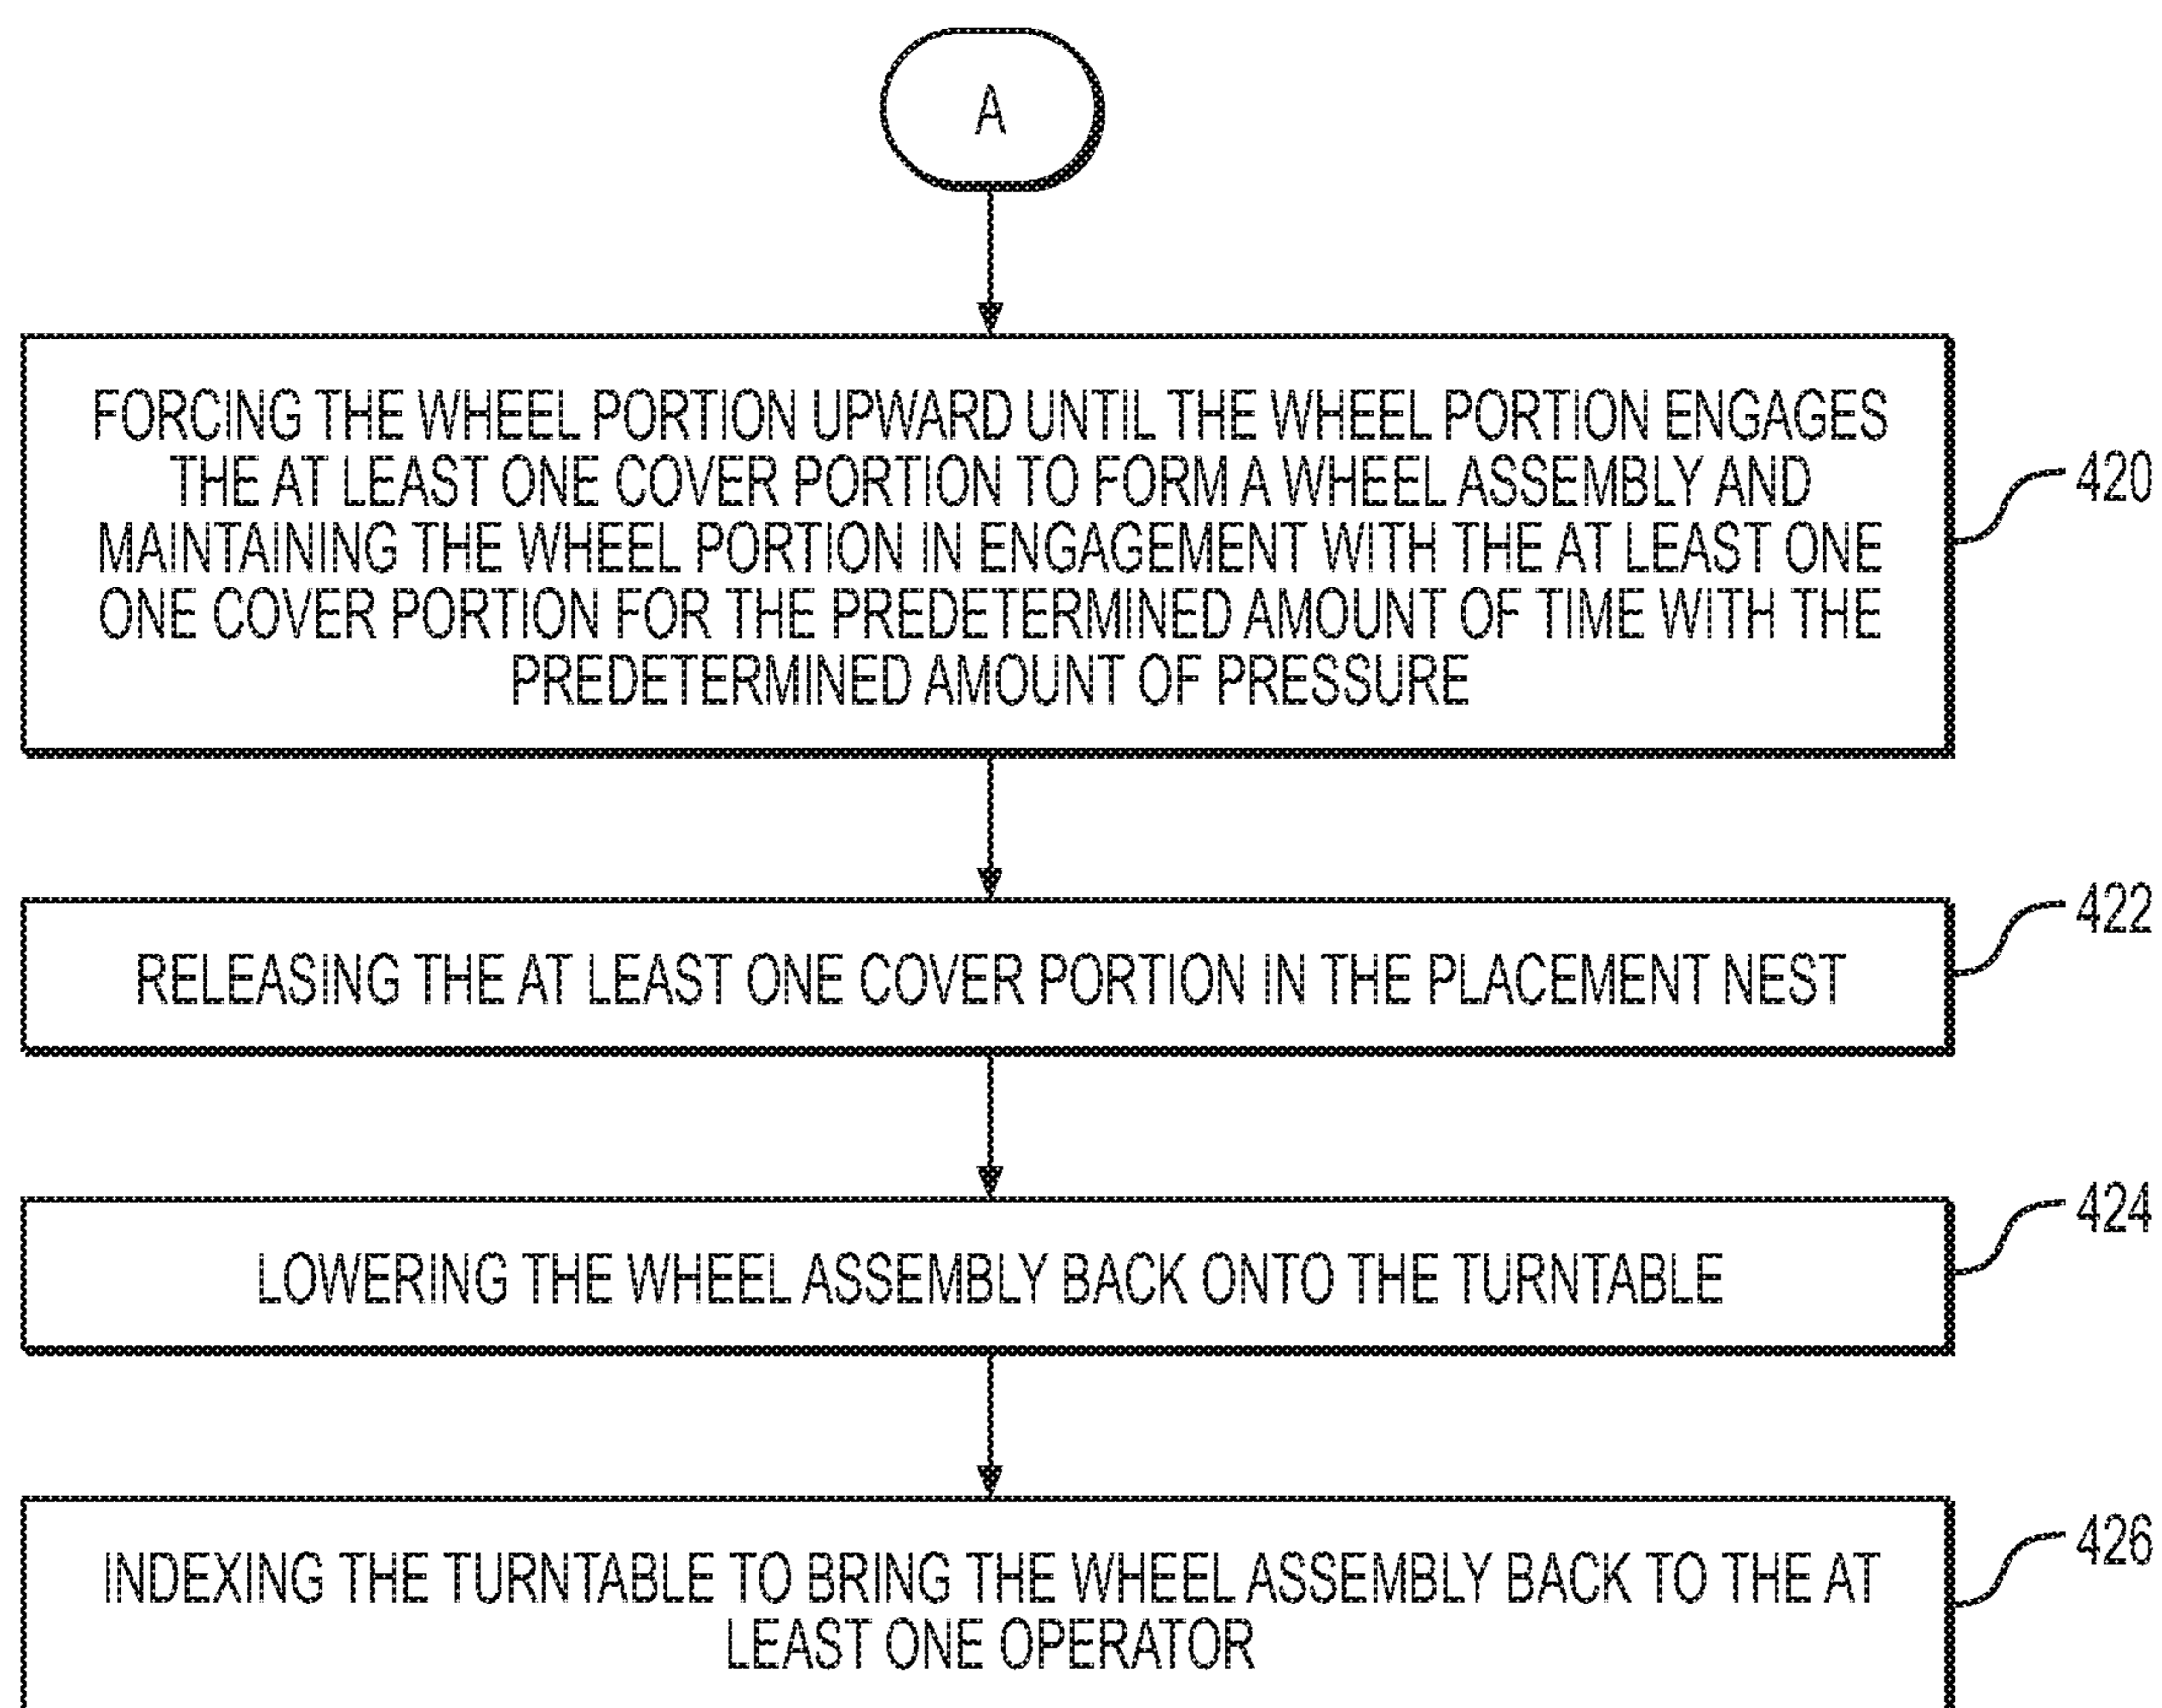 A
FORCING THE WHEEL PORTION UPWARD UNTIL THE WHEEL PORTION ENGAGES
THE AT LEAST ONE COVER PORTION TO FORM A WHEEL ASSEMBLY AND
MAINTAINING THE WHEEL PORTION IN ENGAGEMENT WITH THE AT LEAST ONE
ONE COVER PORTION FOR THE PREDETERMINED AMOUNT OF TIME WITH THE
PREDETERMINED AMOUNT OF PRESSURE
420
RELEASING THE AT LEAST ONE COVER PORTION IN THE PLACEMENT NEST
422
LOWERING THE WHEEL ASSEMBLY BACK ONTO THE TURNTABLE
424
INDEXING THE TURNTABLE TO BRING THE WHEEL ASSEMBLY BACK TO THE AT
LEAST ONE OPERATOR
426